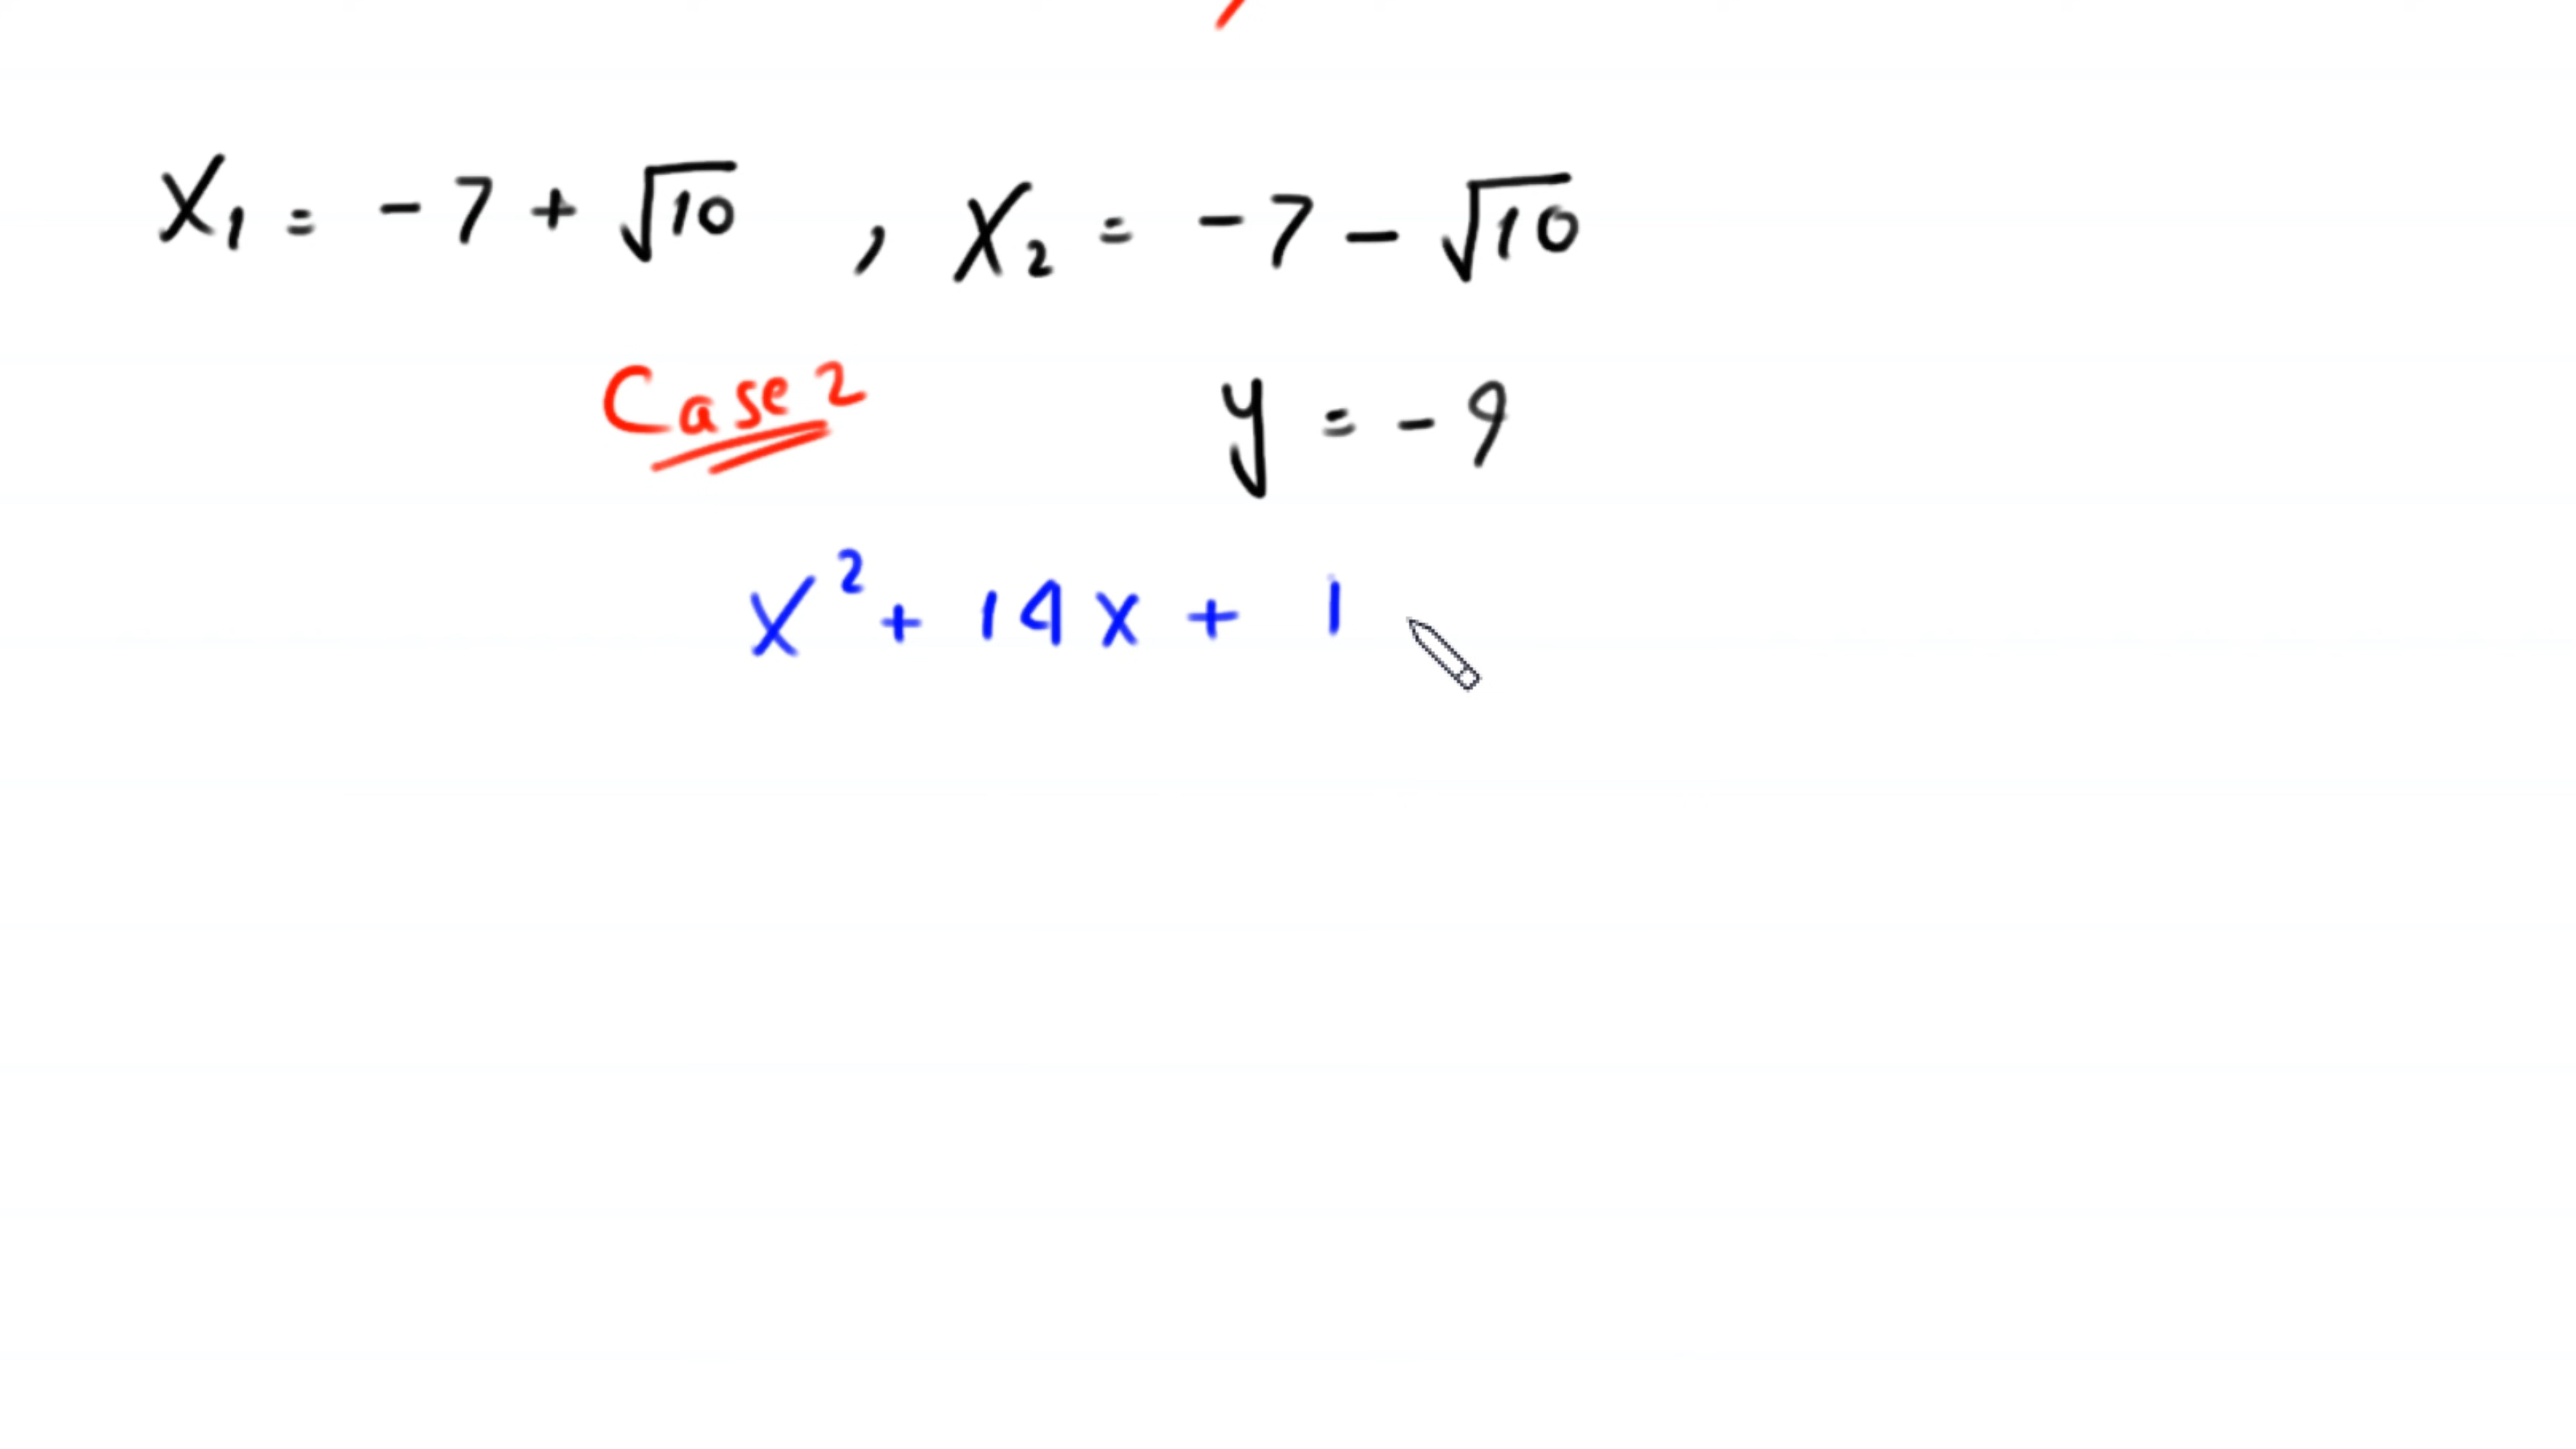 X₁ = -7 + √10 , X₂ = -7 - √10
Case 2 y = -9
x² + 14x + 1